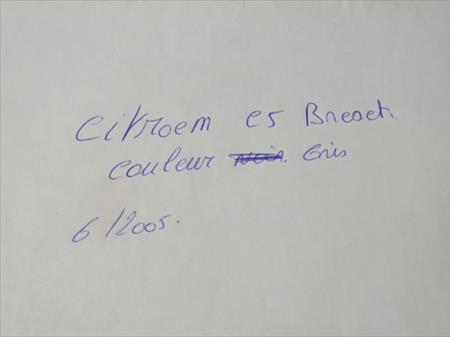 Citroem C5 Breack.
Couleur Gris
6/2005.